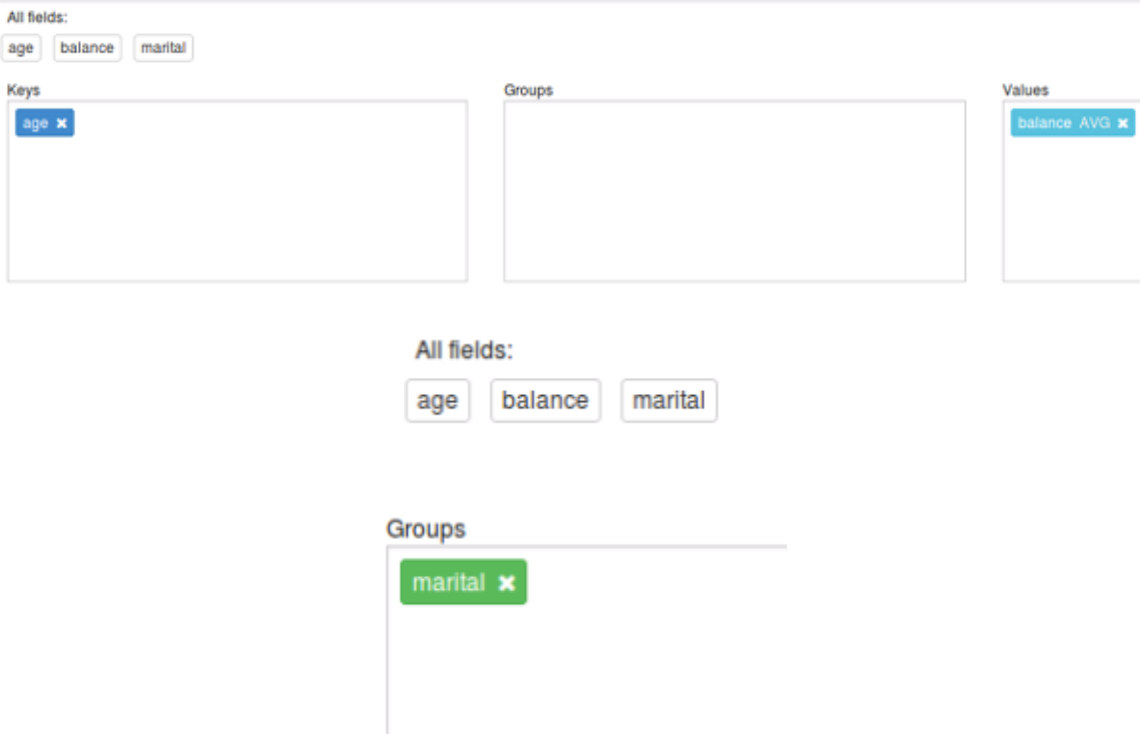 All fields:
age balance marital
Keys Groups Values
age ✖ balance AVG ✖
All fields:
age balance marital
Groups
marital ✖